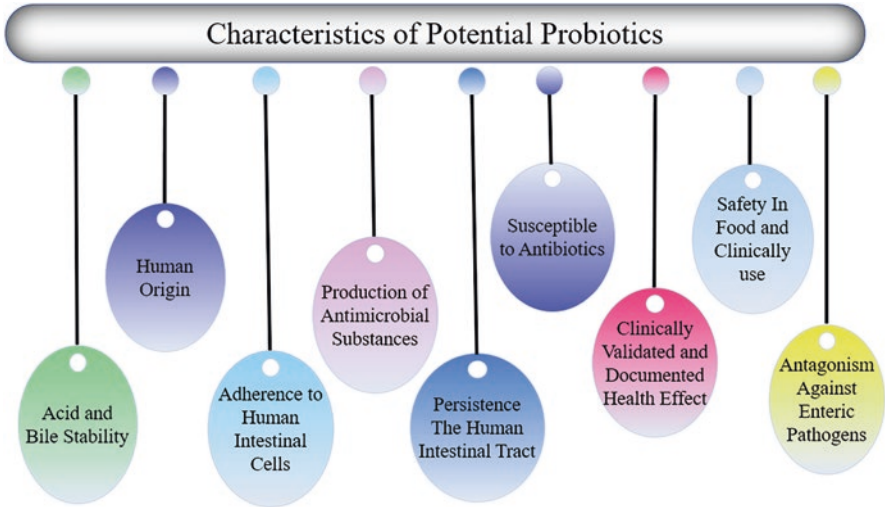 Characteristics of Potential Probiotics
Acid and
Bile Stability
Human
Origin
Adherence to
Human
Intestinal
Cells
Production of
Antimicrobial
Substances
Persistence
The Human
Intestinal Tract
Susceptible
to Antibiotics
Clinically
Validated and
Documented
Health Effect
Safety In
Food and
Clinically
use
Antagonism
Against
Enteric
Pathogens